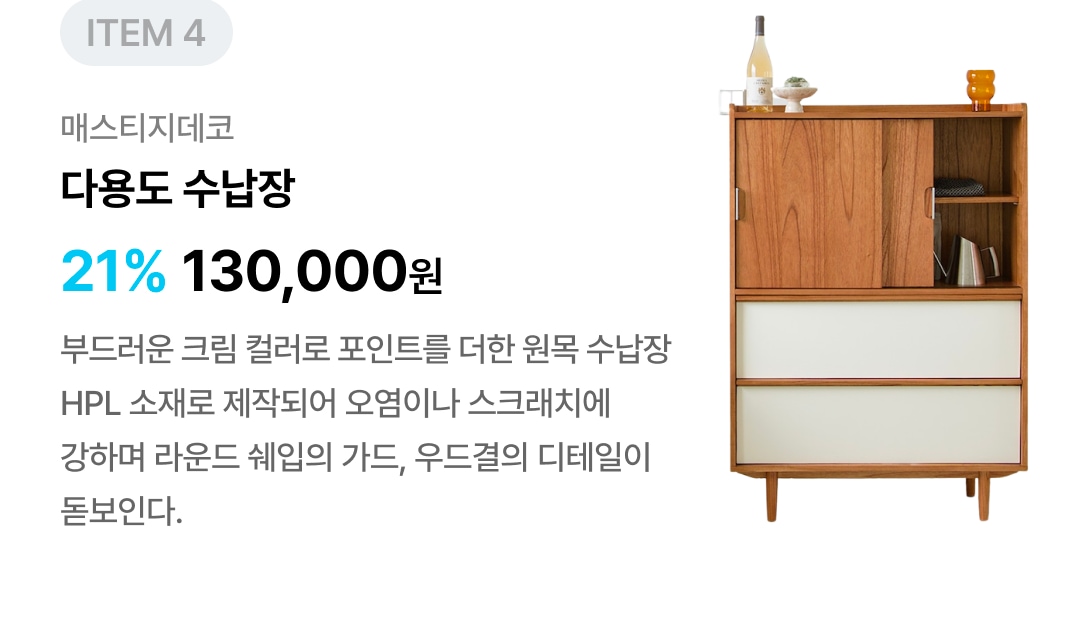 ITEM 4
매스티지데코
다용도 수납장
21% 130,000원
부드러운 크림 컬러로 포인트를 더한 원목 수납장
HPL 소재로 제작되어 오염이나 스크래치에
강하며 라운드 쉐입의 가드, 우드결의 디테일이
돋보인다.